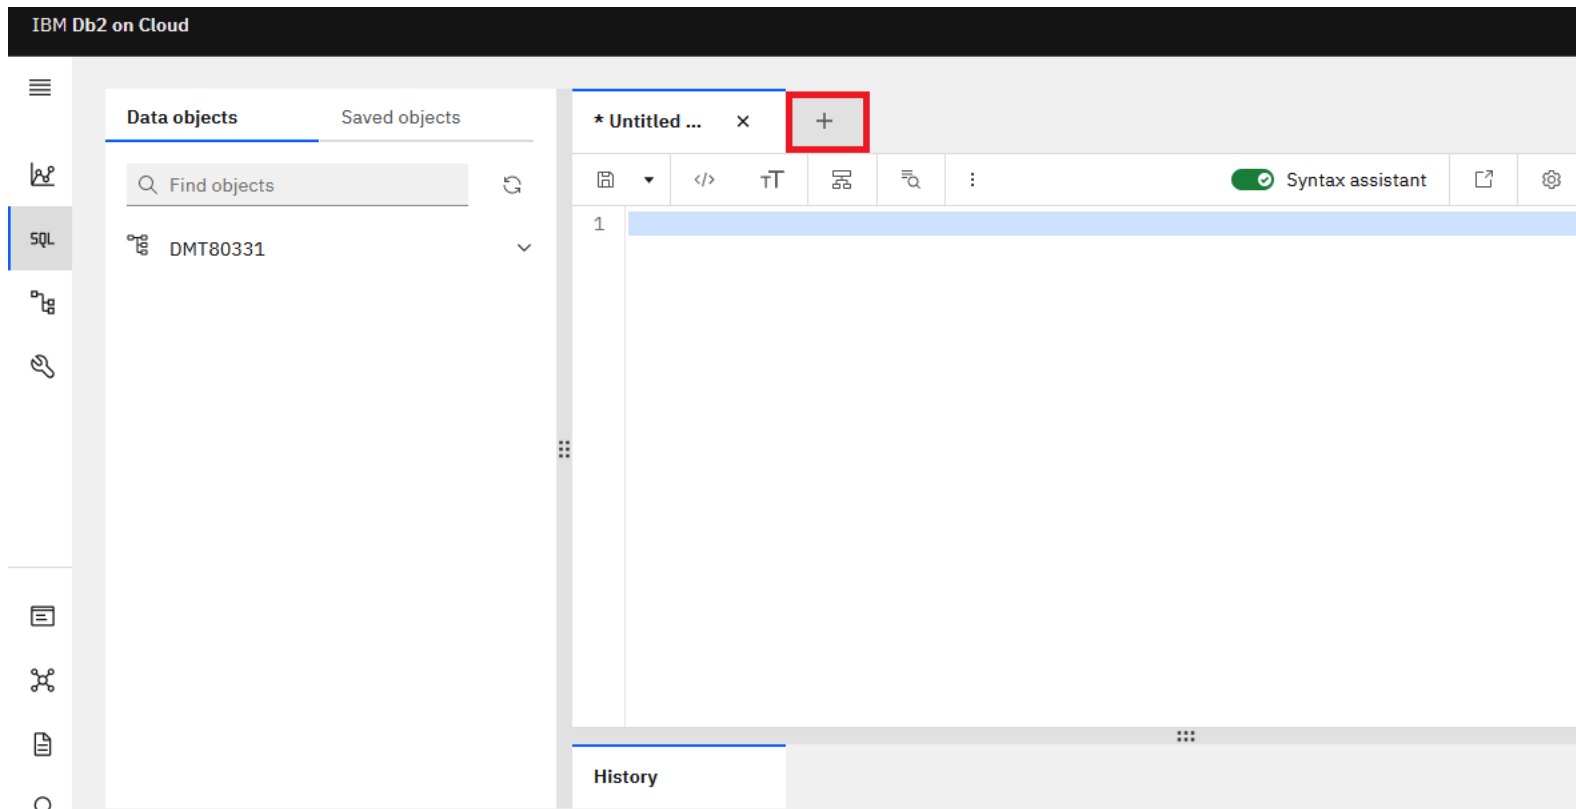 IBM Db2 on Cloud
Data objects
Saved objects
Find objects
DMT80331
SQL
* Untitled ...
Syntax assistant
1
History